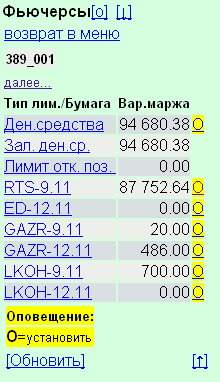 Фьючерсы[o] [↓]
возврат в меню
389_001
далее...
Тип лим./Бумага Вар.маржа
Ден.средства 94 680.38 O
Зал. ден.ср. 94 680.38
Лимит отк. поз. 0.00
RTS-9.11 87 752.64 O
ED-12.11 0.00 O
GAZR-9.11 20.00 O
GAZR-12.11 486.00 O
LKOH-9.11 700.00 O
LKOH-12.11 0.00 O
Оповещение:
O=установить
[Обновить] [↑]